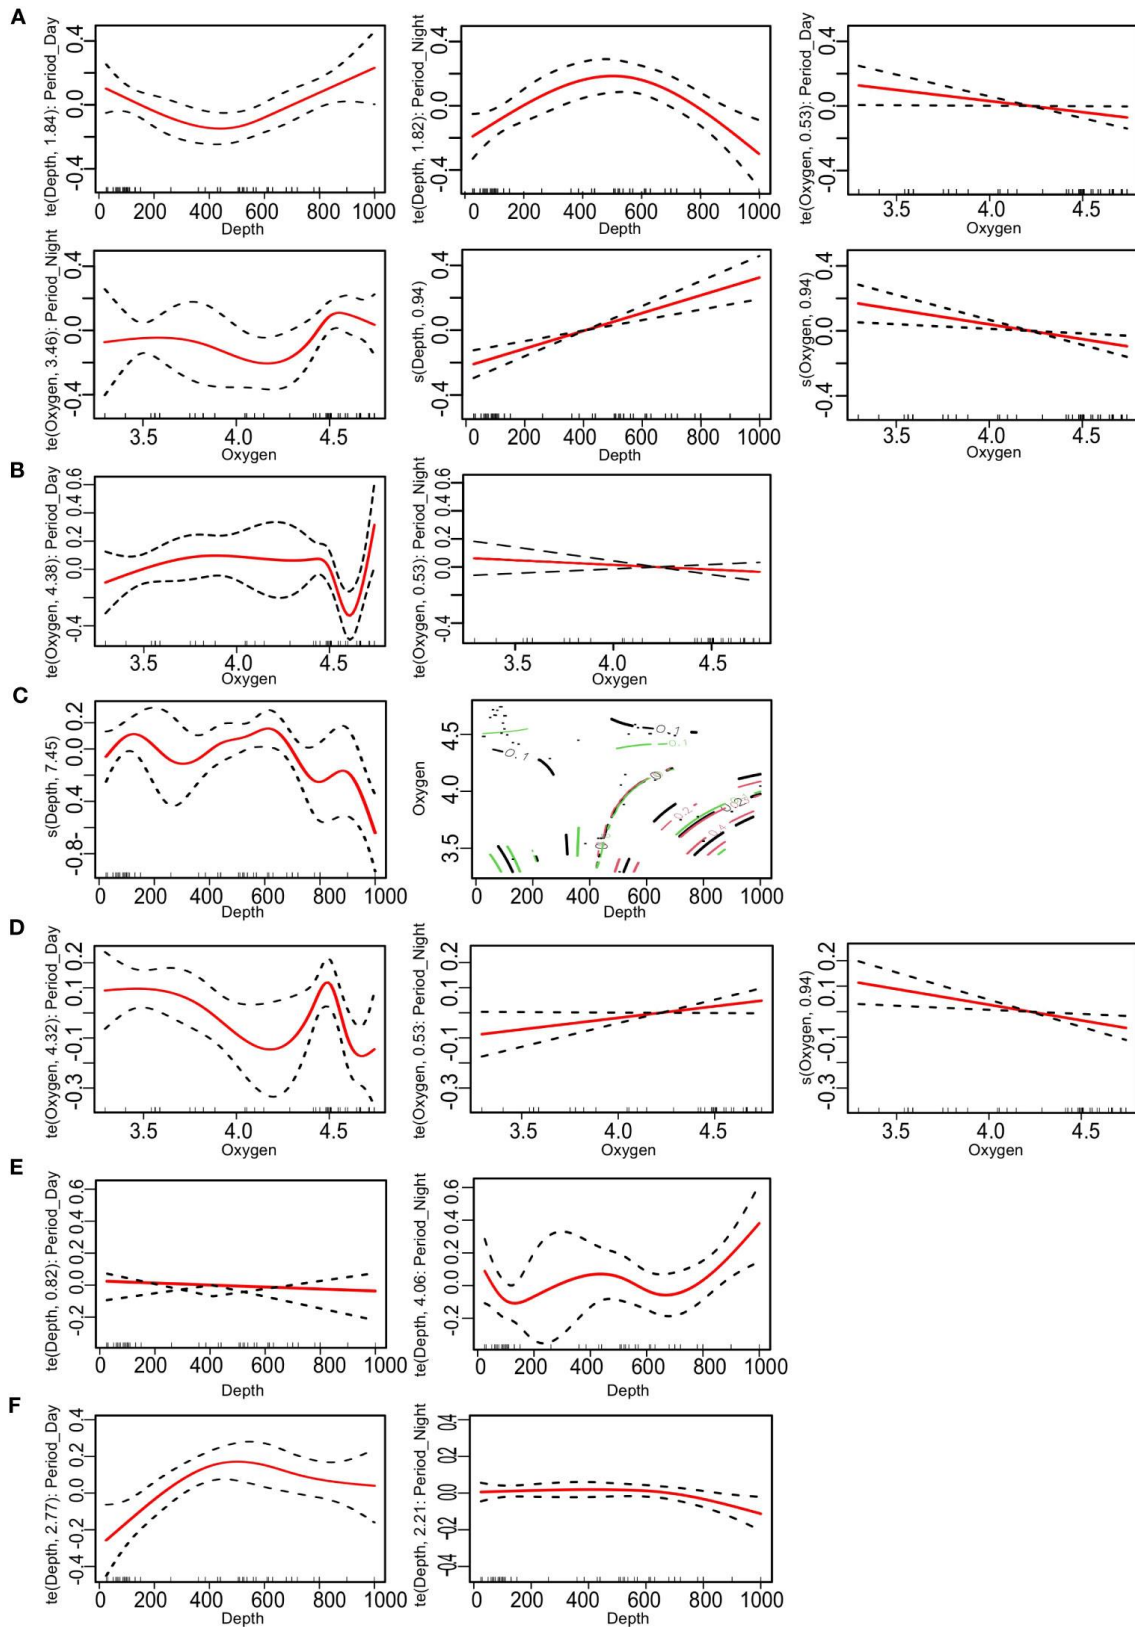 A
te(Depth, 1.84): Period_Day
-0.4 0.0 0.4
0 200 400 600 800 1000
Depth
te(Depth, 1.82): Period_Night
-0.4 0.0 0.4
0 200 400 600 800 1000
Depth
te(Oxygen, 0.53): Period_Day
-0.4 0.0 0.4
3.5 4.0 4.5
Oxygen
te(Oxygen, 3.46): Period_Night
-0.4 0.0 0.4
3.5 4.0 4.5
Oxygen
s(Depth, 0.94)
-0.4 0.0 0.4
0 200 400 600 800 1000
Depth
s(Oxygen, 0.94)
-0.4 0.0 0.4
3.5 4.0 4.5
Oxygen
B
te(Oxygen, 4.38): Period_Day
-0.4 0.0 0.2 0.4 0.6
3.5 4.0 4.5
Oxygen
te(Oxygen, 0.53): Period_Night
-0.4 0.0 0.2 0.4 0.6
3.5 4.0 4.5
Oxygen
C
s(Depth, 7.45)
-0.8 0.4 0.0 0.2
0 200 400 600 800 1000
Depth
Oxygen
3.5 4.0 4.5
0.1
0.1
0.1
0
0
0.2
0.2
0.4
0 200 400 600 800 1000
Depth
D
te(Oxygen, 4.32): Period_Day
-0.3 -0.1 0.1 0.2
3.5 4.0 4.5
Oxygen
te(Oxygen, 0.53: Period_Night
-0.3 -0.1 0.1 0.2
3.5 4.0 4.5
Oxygen
s(Oxygen, 0.94)
-0.3 -0.1 0.1 0.2
3.5 4.0 4.5
Oxygen
E
te(Depth, 0.82): Period_Day
-0.2 0.0 0.2 0.4 0.6
0 200 400 600 800 1000
Depth
te(Depth, 4.06: Period_Night
-0.2 0.0 0.2 0.4 0.6
0 200 400 600 800 1000
Depth
F
te(Depth, 2.77): Period_Day
-0.4 -0.2 0.0 0.2 0.4
0 200 400 600 800 1000
Depth
te(Depth, 2.21: Period_Night
-0.4 -0.2 0.0 0.2 0.4
0 200 400 600 800 1000
Depth